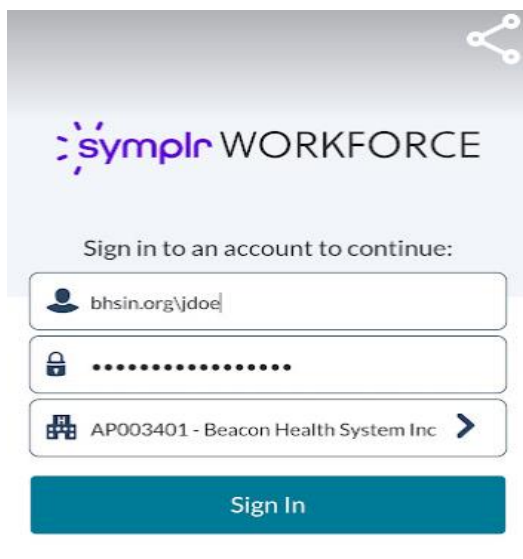 symplr WORKFORCE
Sign in to an account to continue:
bhsin.org\jdoe
•••••••••••••••••
AP003401 - Beacon Health System Inc
Sign In